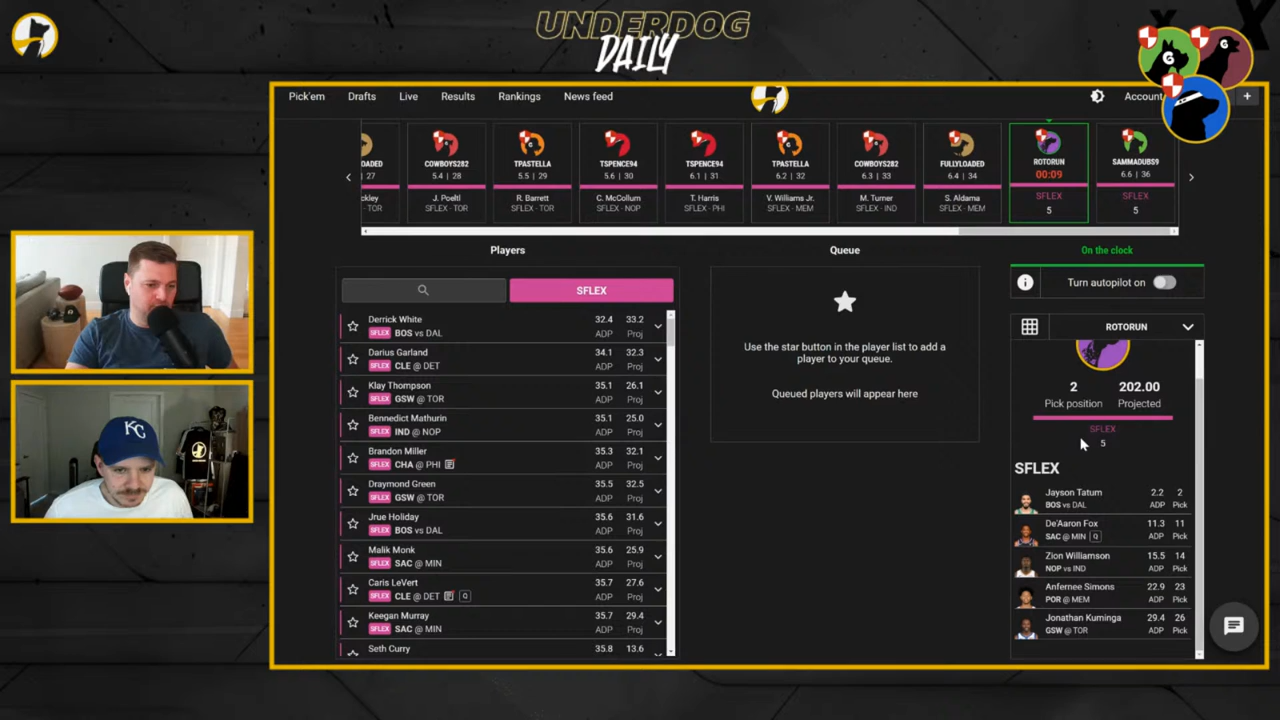 UNDERDOG
DAILY
Pick'em Drafts Live Results Rankings News feed Account +
G G
OADED COWBOYS282 TPASTELLA TSPENCE94 TSPENCE94 TPASTELLA COWBOYS282 FULLYLOADED ROTORUN SAMMADUBS9
27 5.4 | 28 5.5 | 29 5.6 | 30 6.1 | 31 6.2 | 32 6.3 | 33 6.4 | 34 00:09 6.6 | 36
ckley J. Poeltl R. Barrett C. McCollum T. Harris V. Williams Jr. M. Turner S. Aldama SFLEX SFLEX
- TOR SFLEX - TOR SFLEX - TOR SFLEX - NOP SFLEX - PHI SFLEX - MEM SFLEX - IND SFLEX - MEM 5 5
Players Queue On the clock
SFLEX
Derrick White 32.4 33.2
SFLEX BOS vs DAL ADP Proj
Darius Garland 34.1 32.3
SFLEX CLE @ DET ADP Proj
Klay Thompson 35.1 26.1
SFLEX GSW @ TOR ADP Proj
Bennedict Mathurin 35.1 25.0
SFLEX IND @ NOP ADP Proj
Brandon Miller 35.3 32.1
SFLEX CHA @ PHI ADP Proj
Draymond Green 35.5 32.5
SFLEX GSW @ TOR ADP Proj
Jrue Holiday 35.6 31.6
SFLEX BOS vs DAL ADP Proj
Malik Monk 35.6 25.9
SFLEX SAC @ MIN ADP Proj
Caris LeVert 35.7 27.6
SFLEX CLE @ DET Q ADP Proj
Keegan Murray 35.7 29.4
SFLEX SAC @ MIN ADP Proj
Seth Curry 35.8 13.6
Use the star button in the player list to add a
player to your queue.
Queued players will appear here
Turn autopilot on
ROTORUN
2 202.00
Pick position Projected
SFLEX
5
SFLEX
Jayson Tatum 2.2 2
BOS vs DAL ADP Pick
De'Aaron Fox 11.3 11
SAC @ MIN Q ADP Pick
Zion Williamson 15.5 14
NOP vs IND ADP Pick
Anfernee Simons 22.9 23
POR @ MEM ADP Pick
Jonathan Kuminga 29.4 26
GSW @ TOR ADP Pick
KC